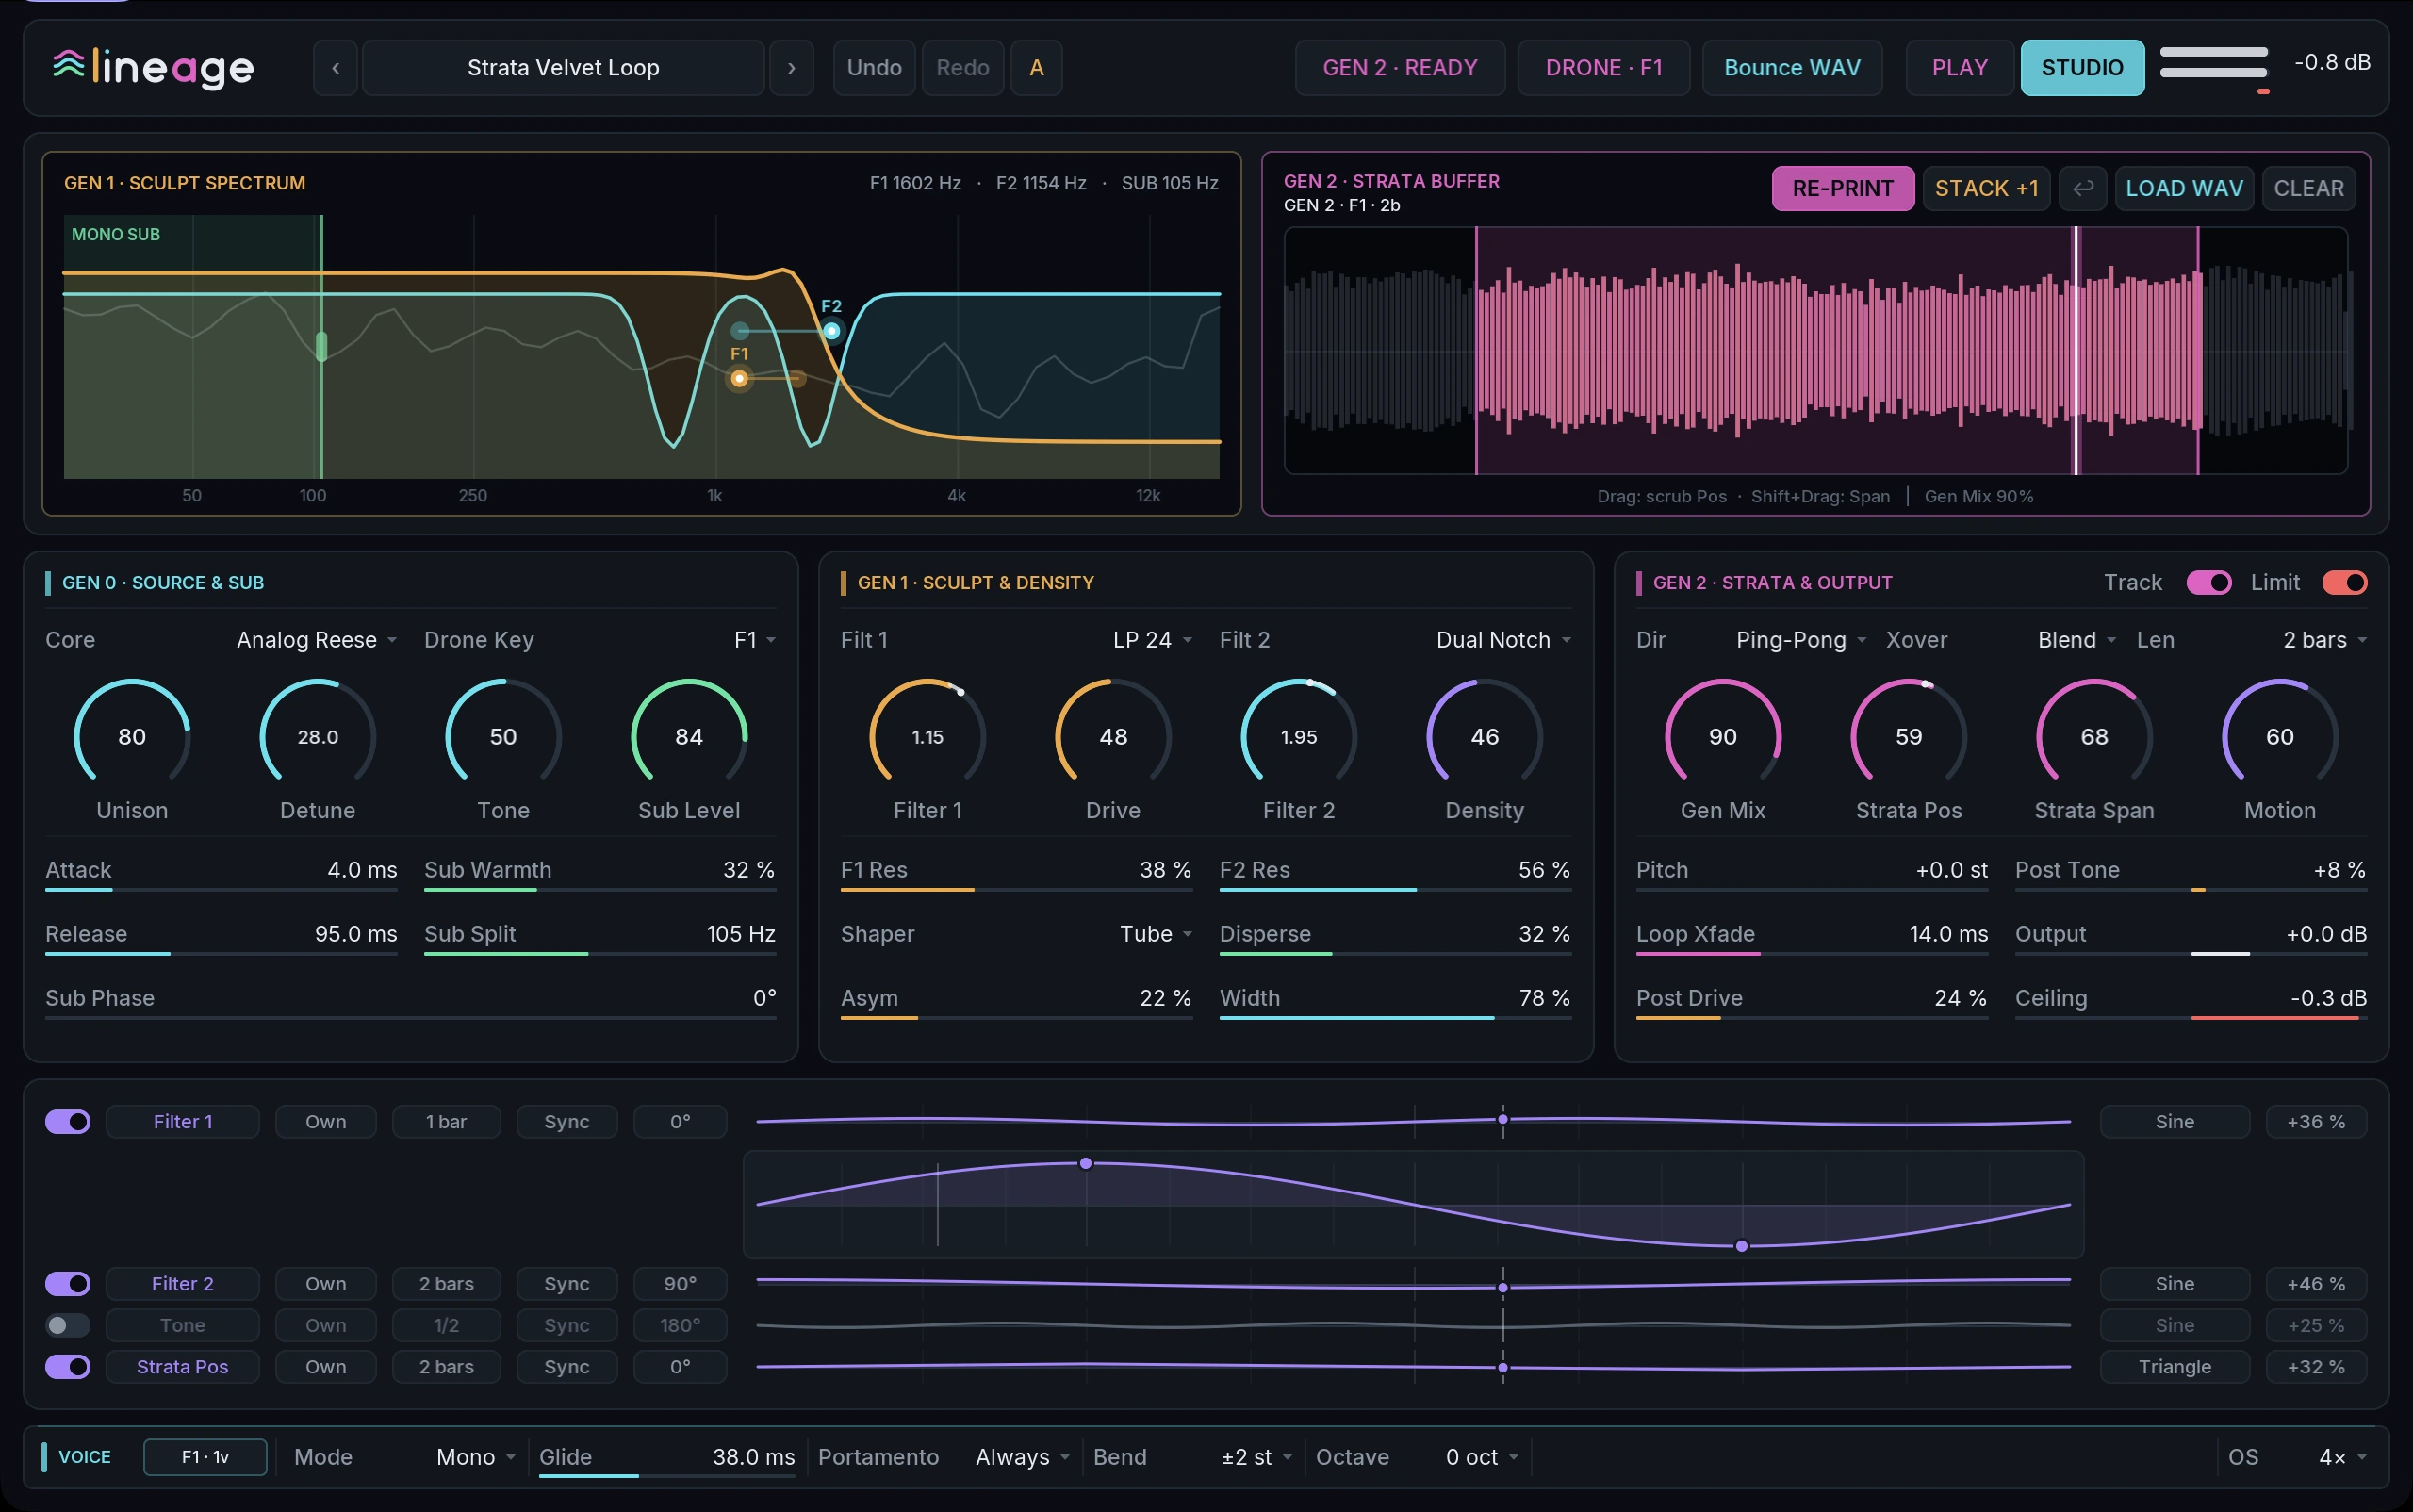 lineage
‹
Strata Velvet Loop
›
Undo
Redo
A
GEN 2 · READY
DRONE · F1
Bounce WAV
PLAY
STUDIO
-0.8 dB
GEN 1 · SCULPT SPECTRUM
F1 1602 Hz · F2 1154 Hz · SUB 105 Hz
MONO SUB
F2
F1
50 100 250 1k 4k 12k
GEN 2 · STRATA BUFFER
GEN 2 · F1 · 2b
RE-PRINT
STACK +1
↩
LOAD WAV
CLEAR
Drag: scrub Pos · Shift+Drag: Span | Gen Mix 90%
GEN 0 · SOURCE & SUB
Core Analog Reese Drone Key F1
80 28.0 50 84
Unison Detune Tone Sub Level
Attack 4.0 ms Sub Warmth 32 %
Release 95.0 ms Sub Split 105 Hz
Sub Phase 0°
GEN 1 · SCULPT & DENSITY
Filt 1 LP 24 Filt 2 Dual Notch
1.15 48 1.95 46
Filter 1 Drive Filter 2 Density
F1 Res 38 % F2 Res 56 %
Shaper Tube Disperse 32 %
Asym 22 % Width 78 %
GEN 2 · STRATA & OUTPUT Track Limit
Dir Ping-Pong Xover Blend Len 2 bars
90 59 68 60
Gen Mix Strata Pos Strata Span Motion
Pitch +0.0 st Post Tone +8 %
Loop Xfade 14.0 ms Output +0.0 dB
Post Drive 24 % Ceiling -0.3 dB
Filter 1 Own 1 bar Sync 0° Sine +36 %
Filter 2 Own 2 bars Sync 90° Sine +46 %
Tone Own 1/2 Sync 180° Sine +25 %
Strata Pos Own 2 bars Sync 0° Triangle +32 %
VOICE F1 · 1v Mode Mono Glide 38.0 ms Portamento Always Bend ±2 st Octave 0 oct OS 4×